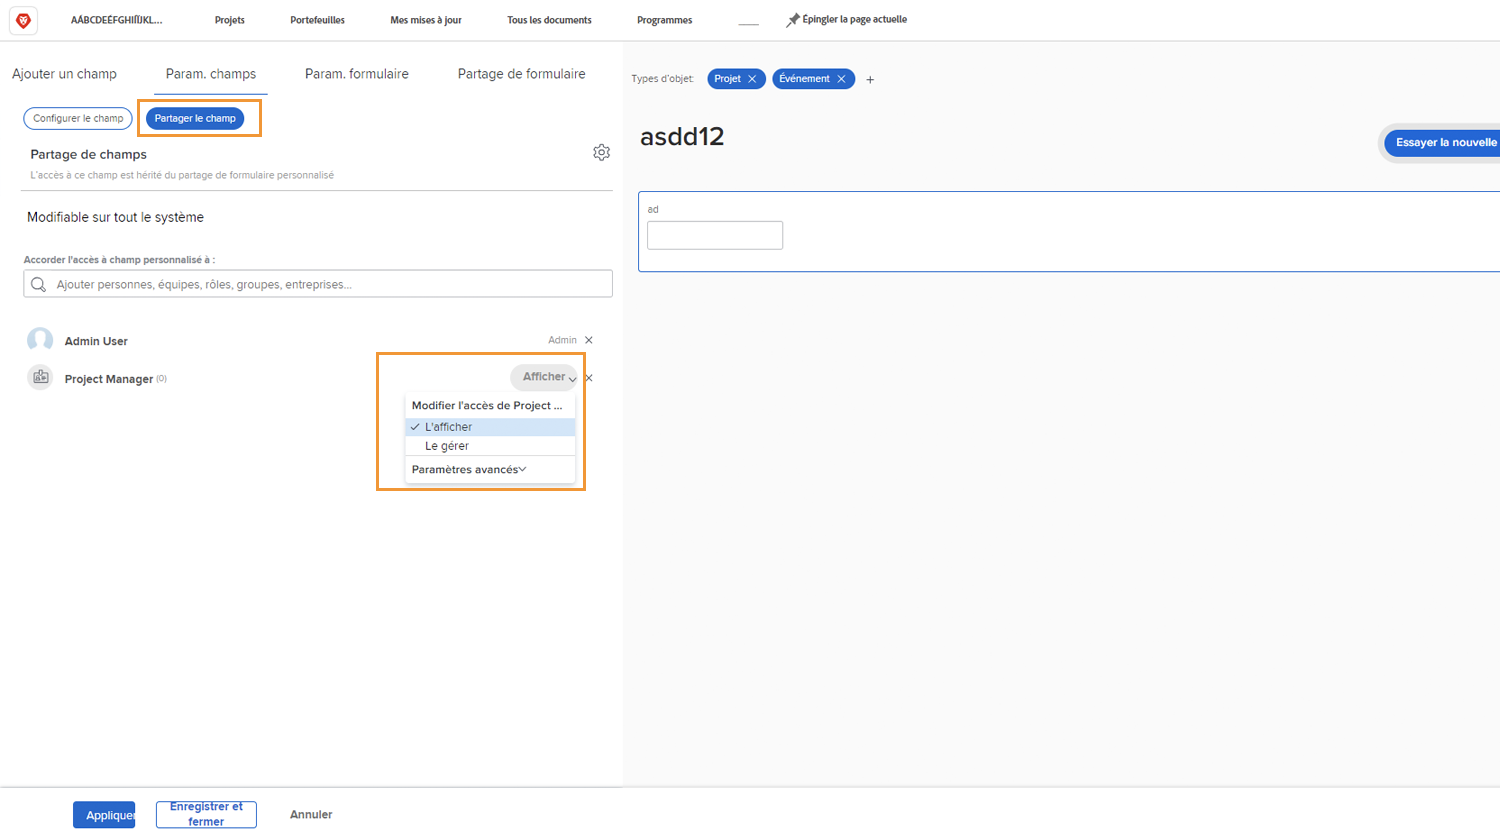 AÁBCDEÉFGHIÍJKL... Projets Portefeuilles Mes mises à jour Tous les documents Programmes Épingler la page actuelle
Ajouter un champ Param. champs Param. formulaire Partage de formulaire
Types d'objet: Projet Événement +
Configurer le champ Partager le champ
asdd12
Essayer la nouvelle
Partage de champs
L'accès à ce champ est hérité du partage de formulaire personnalisé
Modifiable sur tout le système
ad
Accorder l'accès à champ personnalisé à :
Ajouter personnes, équipes, rôles, groupes, entreprises...
Admin User Admin
Project Manager (0) Afficher
Modifier l'accès de Project ...
L'afficher
Le gérer
Paramètres avancés
Appliquer
Enregistrer et
fermer
Annuler